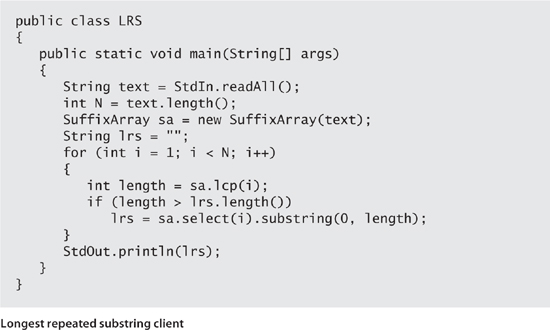 public class LRS
{
   public static void main(String[] args)
   {
      String text = StdIn.readAll();
      int N = text.length();
      SuffixArray sa = new SuffixArray(text);
      String lrs = "";
      for (int i = 1; i < N; i++)
      {
         int length = sa.lcp(i);
         if (length > lrs.length())
            lrs = sa.select(i).substring(0, length);
      }
      StdOut.println(lrs);
   }
}
Longest repeated substring client